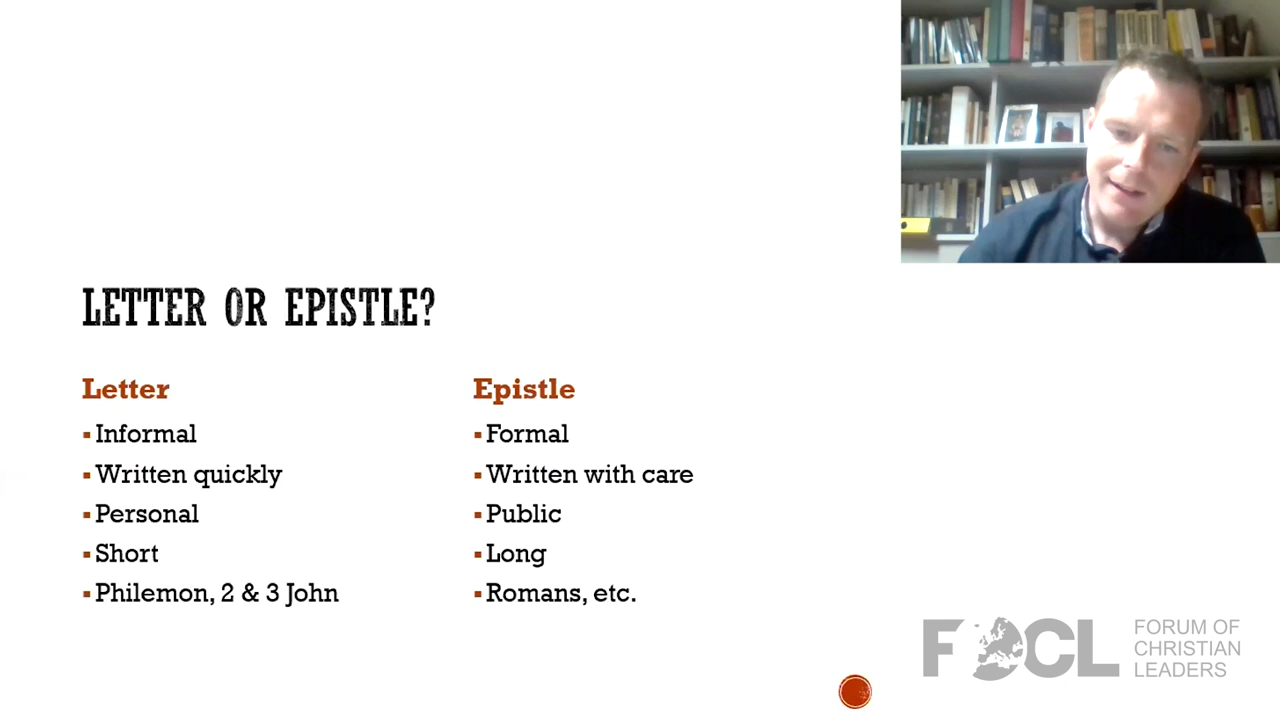 LETTER OR EPISTLE?
Letter
▪Informal
▪Written quickly
▪Personal
▪Short
▪Philemon, 2 & 3 John
Epistle
▪Formal
▪Written with care
▪Public
▪Long
▪Romans, etc.
FOCL
FORUM OF
CHRISTIAN
LEADERS